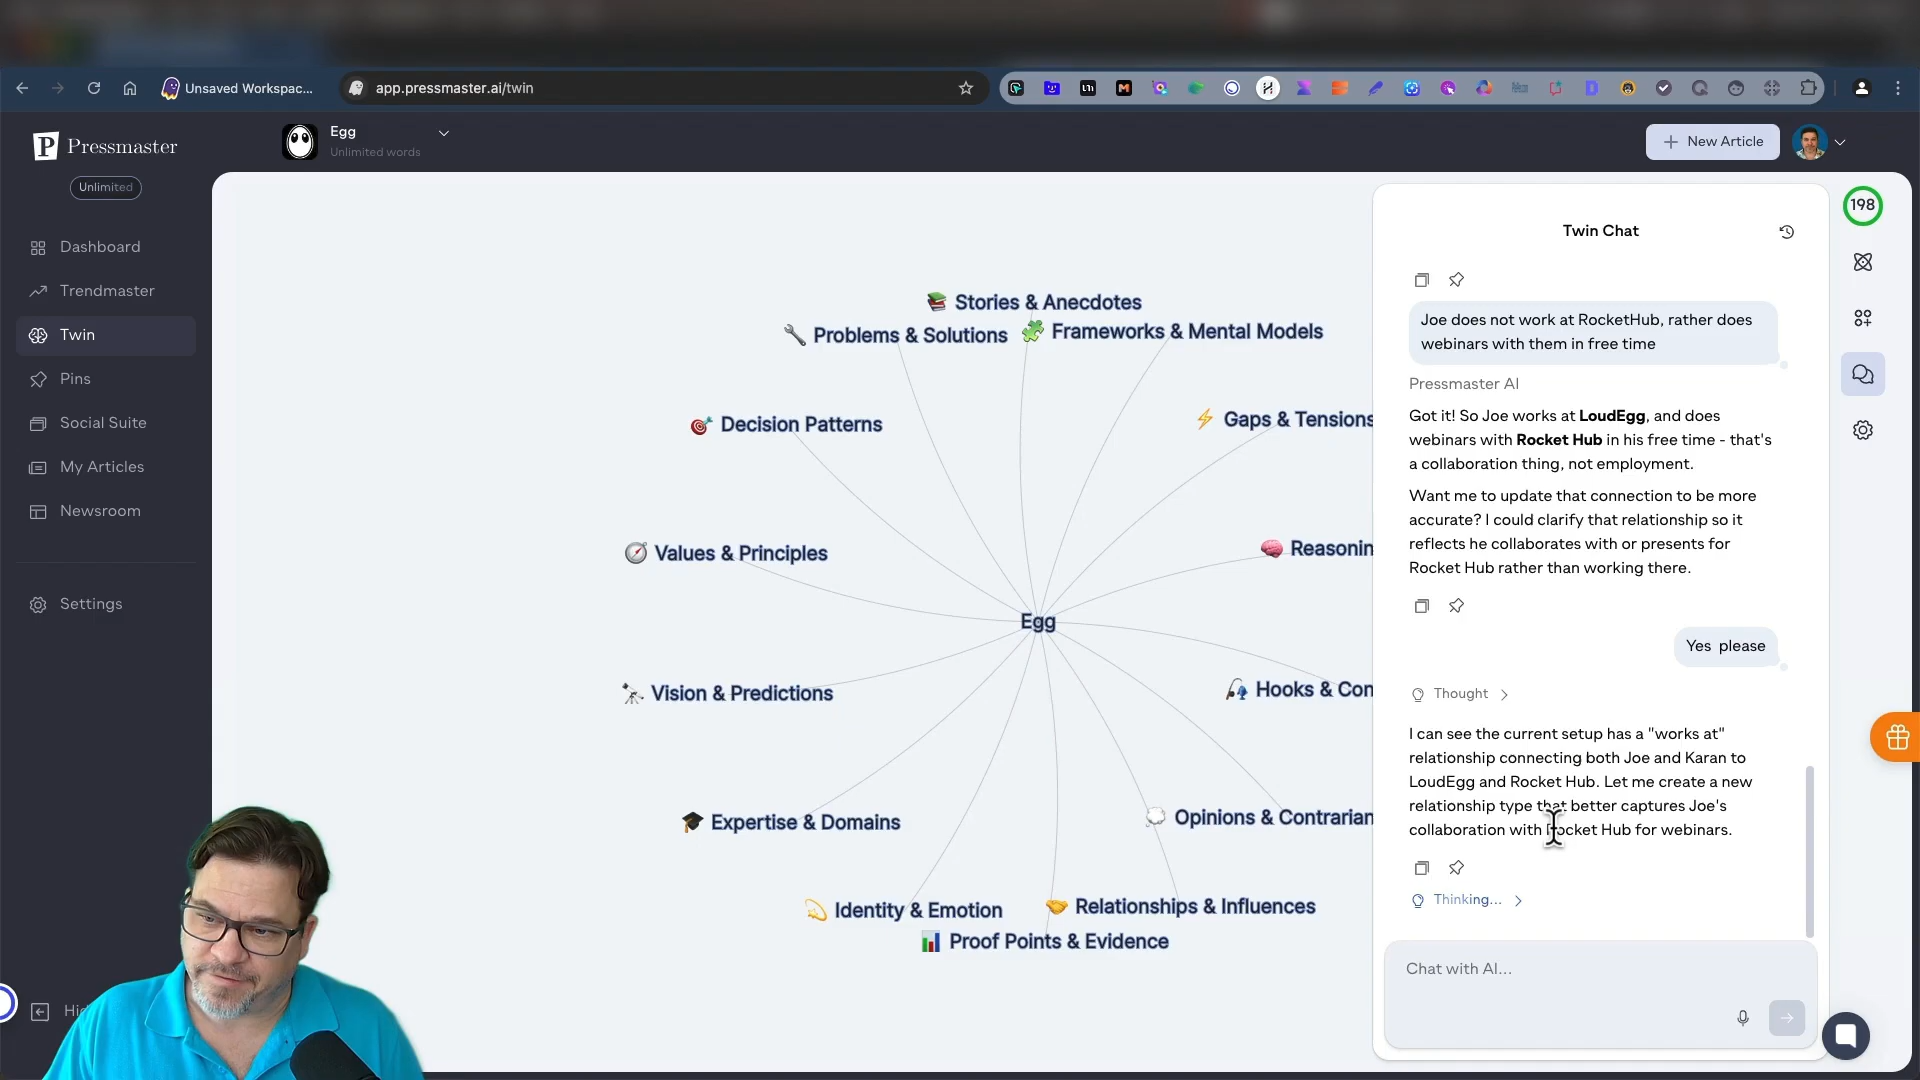 Unsaved Workspac...
app.pressmaster.ai/twin
Pressmaster
Unlimited
Egg
Unlimited words
New Article
Dashboard
Trendmaster
Twin
Pins
Social Suite
My Articles
Newsroom
Settings
Stories & Anecdotes
Problems & Solutions
Frameworks & Mental Models
Decision Patterns
Gaps & Tensions
Values & Principles
Reasonin
Egg
Vision & Predictions
Hooks & Con
Expertise & Domains
Opinions & Contrarian
Identity & Emotion
Relationships & Influences
Proof Points & Evidence
Twin Chat
198
Joe does not work at RocketHub, rather does
webinars with them in free time
Pressmaster AI
Got it! So Joe works at LoudEgg, and does
webinars with Rocket Hub in his free time - that's
a collaboration thing, not employment.
Want me to update that connection to be more
accurate? I could clarify that relationship so it
reflects he collaborates with or presents for
Rocket Hub rather than working there.
Yes please
Thought
I can see the current setup has a "works at"
relationship connecting both Joe and Karan to
LoudEgg and Rocket Hub. Let me create a new
relationship type that better captures Joe's
collaboration with Rocket Hub for webinars.
Thinking...
Chat with AI...